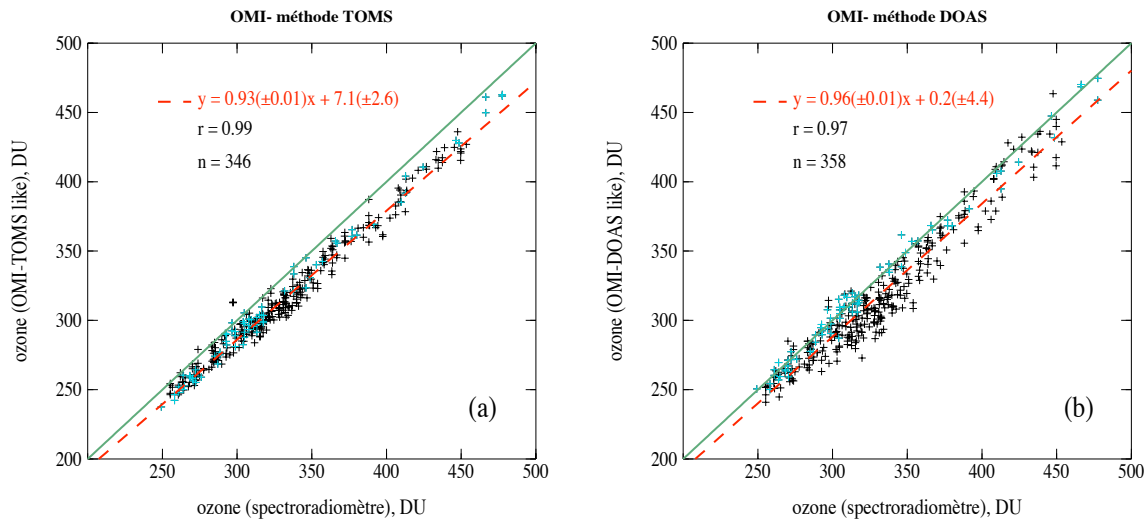 OMI- méthode TOMS
500
450
400
350
300
250
200
ozone (OMI-TOMS like), DU
y = 0.93(±0.01)x + 7.1(±2.6)
r = 0.99
n = 346
(a)
250
300
350
400
450
500
ozone (spectroradiomètre), DU
OMI- méthode DOAS
500
450
400
350
300
250
200
ozone (OMI-DOAS like), DU
y = 0.96(±0.01)x + 0.2(±4.4)
r = 0.97
n = 358
(b)
250
300
350
400
450
500
ozone (spectroradiomètre), DU